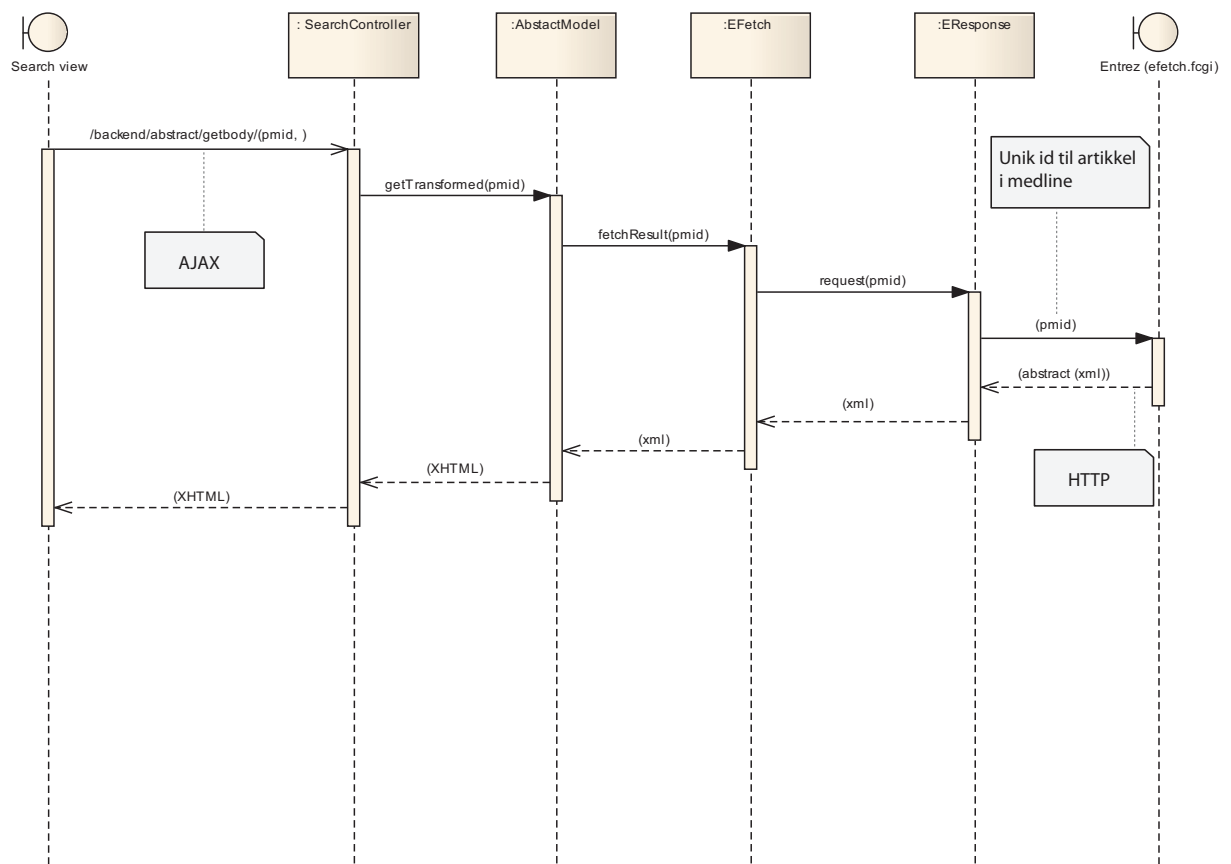 : SearchController
:AbstactModel
:EFetch
:EResponse
Search view
Entrez (efetch.fcgi)
/backend/abstract/getbody/(pmid, )
Unik id til artikkel
i medline
getTransformed(pmid)
fetchResult(pmid)
AJAX
request(pmid)
(pmid)
(abstract (xml))
(xml)
(xml)
(XHTML)
HTTP
(XHTML)